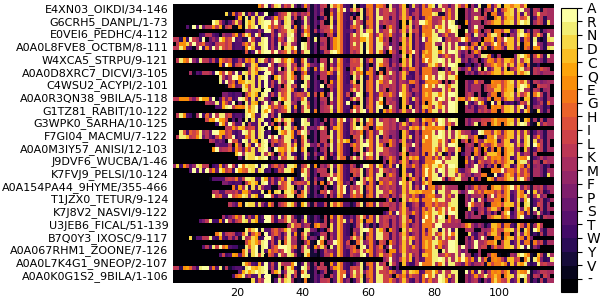 E4XN03_OIKDI/34-146
G6CRH5_DANPL/1-73
E0VEI6_PEDHC/4-112
A0A0L8FVE8_OCTBM/8-111
W4XCA5_STRPU/9-121
A0A0D8XRC7_DICVI/3-105
C4WSU2_ACYPI/2-101
A0A0R3QN38_9BILA/5-118
G1TZ81_RABIT/10-122
G3WPK0_SARHA/10-125
F7GI04_MACMU/7-122
A0A0M3IY57_ANISI/12-103
J9DVF6_WUCBA/1-46
K7FVJ9_PELSI/10-124
A0A154PA44_9HYME/355-466
T1JZX0_TETUR/9-124
K7J8V2_NASVI/9-122
U3JEB6_FICAL/51-139
B7Q0Y3_IXOSC/9-117
A0A067RHM1_ZOONE/7-126
A0A0L7K4G1_9NEOP/2-107
A0A0K0G1S2_9BILA/1-106
20 40 60 80 100
A
R
N
D
C
Q
E
G
H
I
L
K
M
F
P
S
T
W
Y
V
-